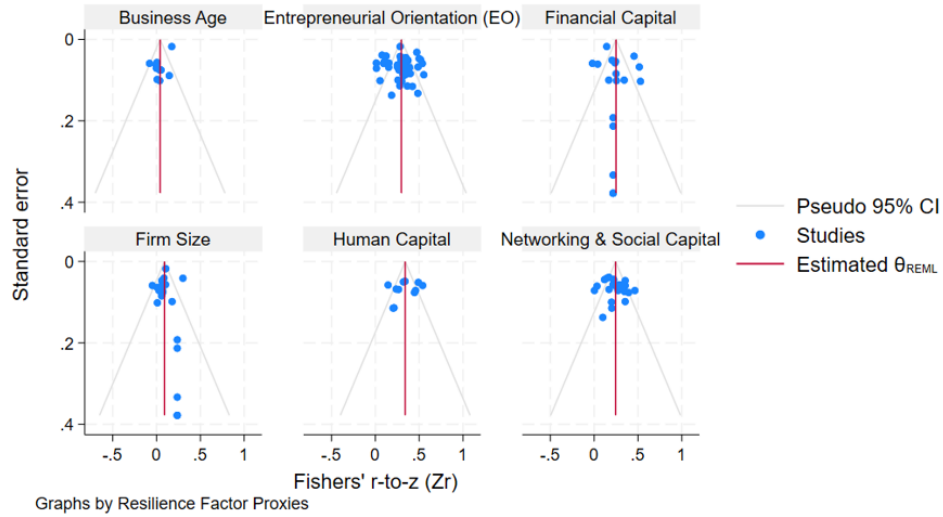 Business Age
Entrepreneurial Orientation (EO)
Financial Capital
0
.2
.4
Firm Size
Human Capital
Networking & Social Capital
0
.2
.4
-.5 0 .5 1
-.5 0 .5 1
-.5 0 .5 1
Standard error
Fishers' r-to-z (Zr)
Pseudo 95% CI
Studies
Estimated θREML
Graphs by Resilience Factor Proxies